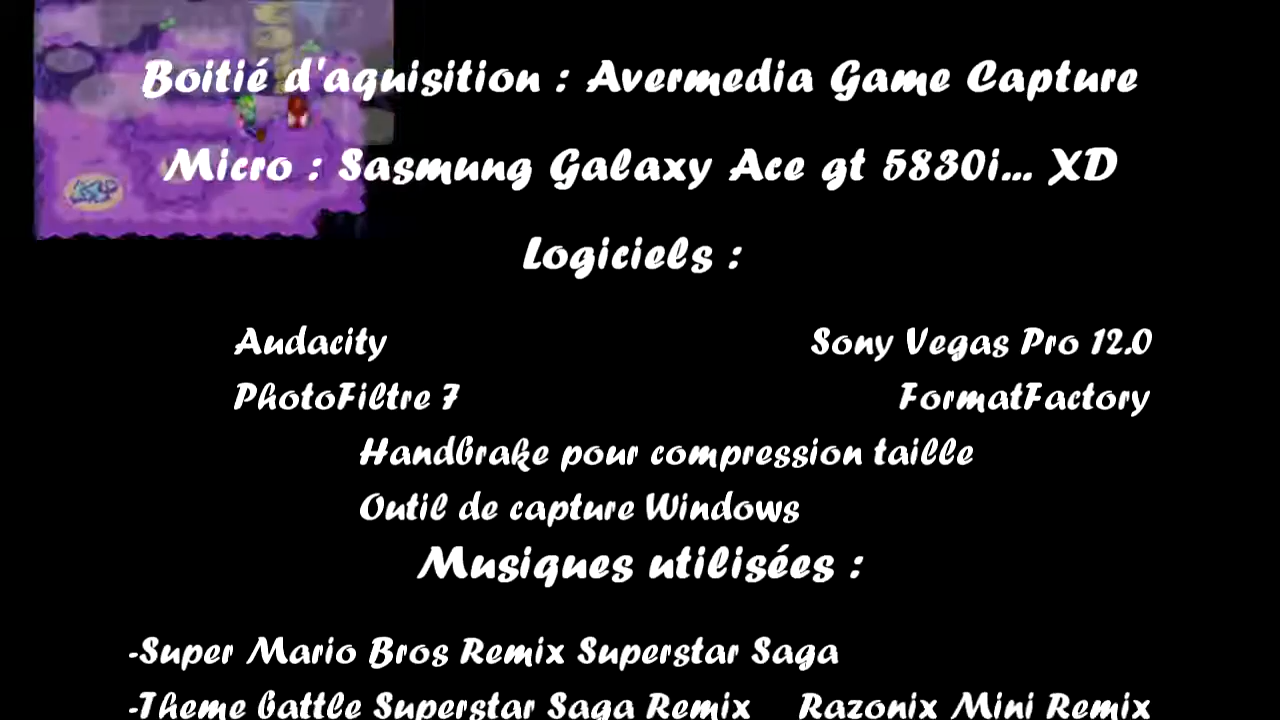 Boitié d'aquisition : Avermedia Game Capture
Micro : Sasmung Galaxy Ace gt 5830i... XD
Logiciels :
Audacity Sony Vegas Pro 12.0
PhotoFiltre 7 FormatFactory
Handbrake pour compression taille
Outil de capture Windows
Musiques utilisées :
-Super Mario Bros Remix Superstar Saga
-Theme battle Superstar Saga Remix Razonix Mini Remix